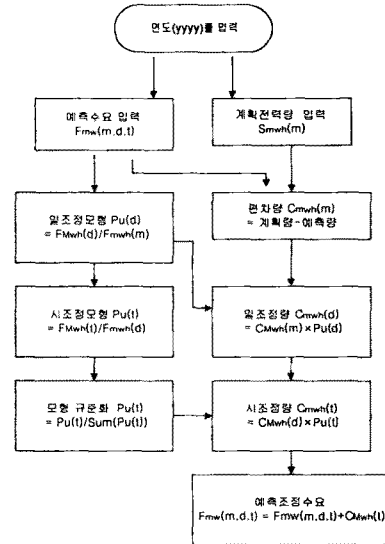 년도(yyyy)를 입력
예측수요 입력
Fmw(m,d,t)
계획전력량 입력
Smwh(m)
일조정모형 Pu(d)
= FMwh(d)/Fmwh(m)
편차량 Cmwh(m)
= 계획량-예측량
시조정모형 Pu(t)
= FMwh(t)/Fmwh(d)
일조정량 Cmwh(d)
= CMwh(m)×Pu(d)
모형 규준화 Pu(t)
= Pu(t)/Sum(Pu(t))
시조정량 Cmwh(t)
= CMwh(d)×Pu(t)
예측조정수요
Fmw(m,d,t) = Fmw(m,d,t)+CMwh(t)